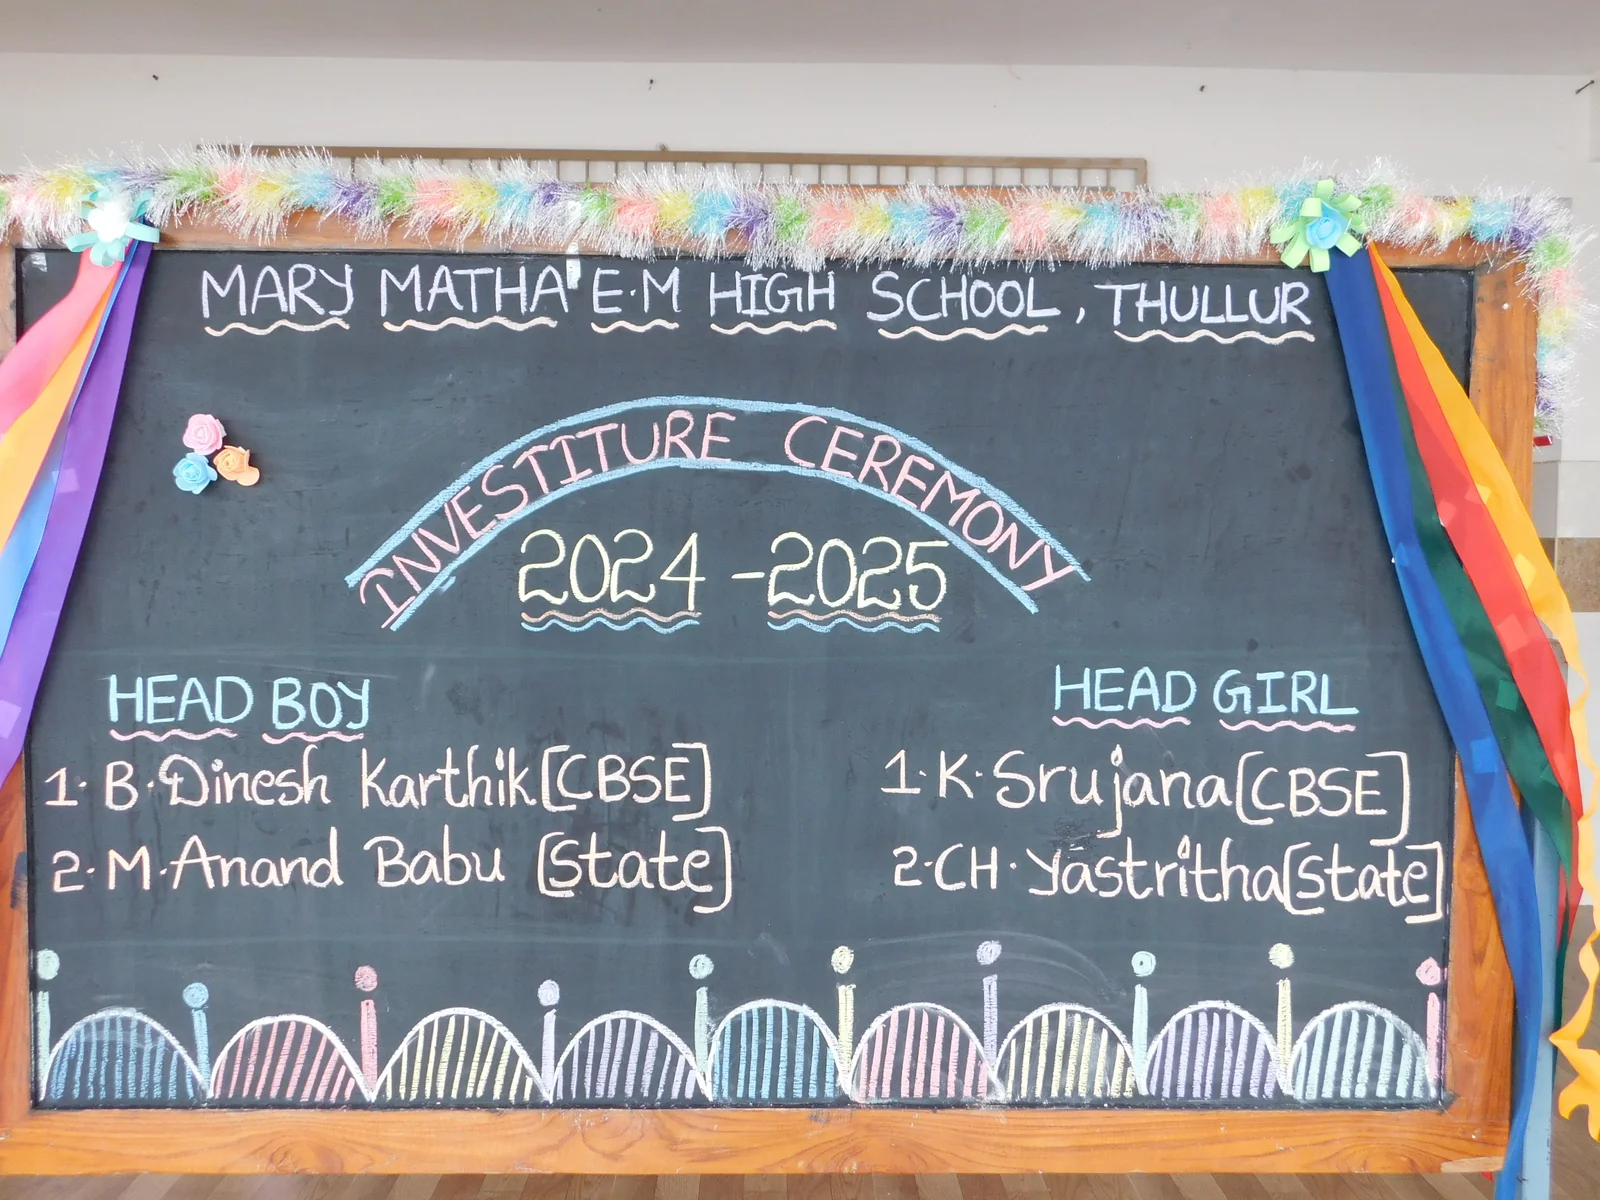 MARY MATHA E.M HIGH SCHOOL, THULLUR
INVESTITURE CEREMONY
2024 - 2025
HEAD BOY
1. B. Dinesh Karthik [CBSE]
2. M. Anand Babu [State]
HEAD GIRL
1. K. Srujana [CBSE]
2. CH. Yastritha [State]